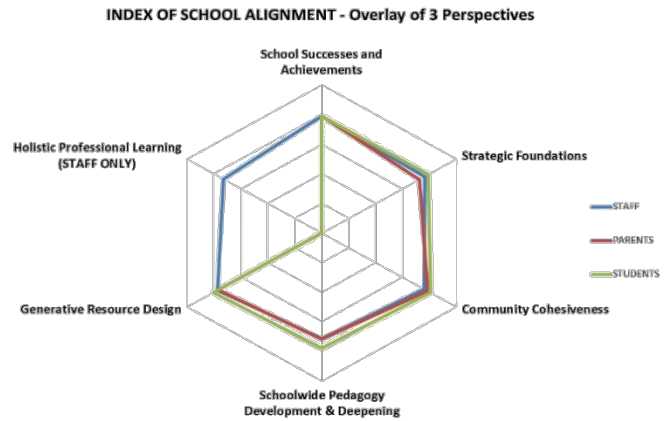 INDEX OF SCHOOL ALIGNMENT - Overlay of 3 Perspectives
School Successes and
Achievements
Holistic Professional Learning
(STAFF ONLY)
Strategic Foundations
STAFF
PARENTS
STUDENTS
Generative Resource Design
Community Cohesiveness
Schoolwide Pedagogy
Development & Deepening